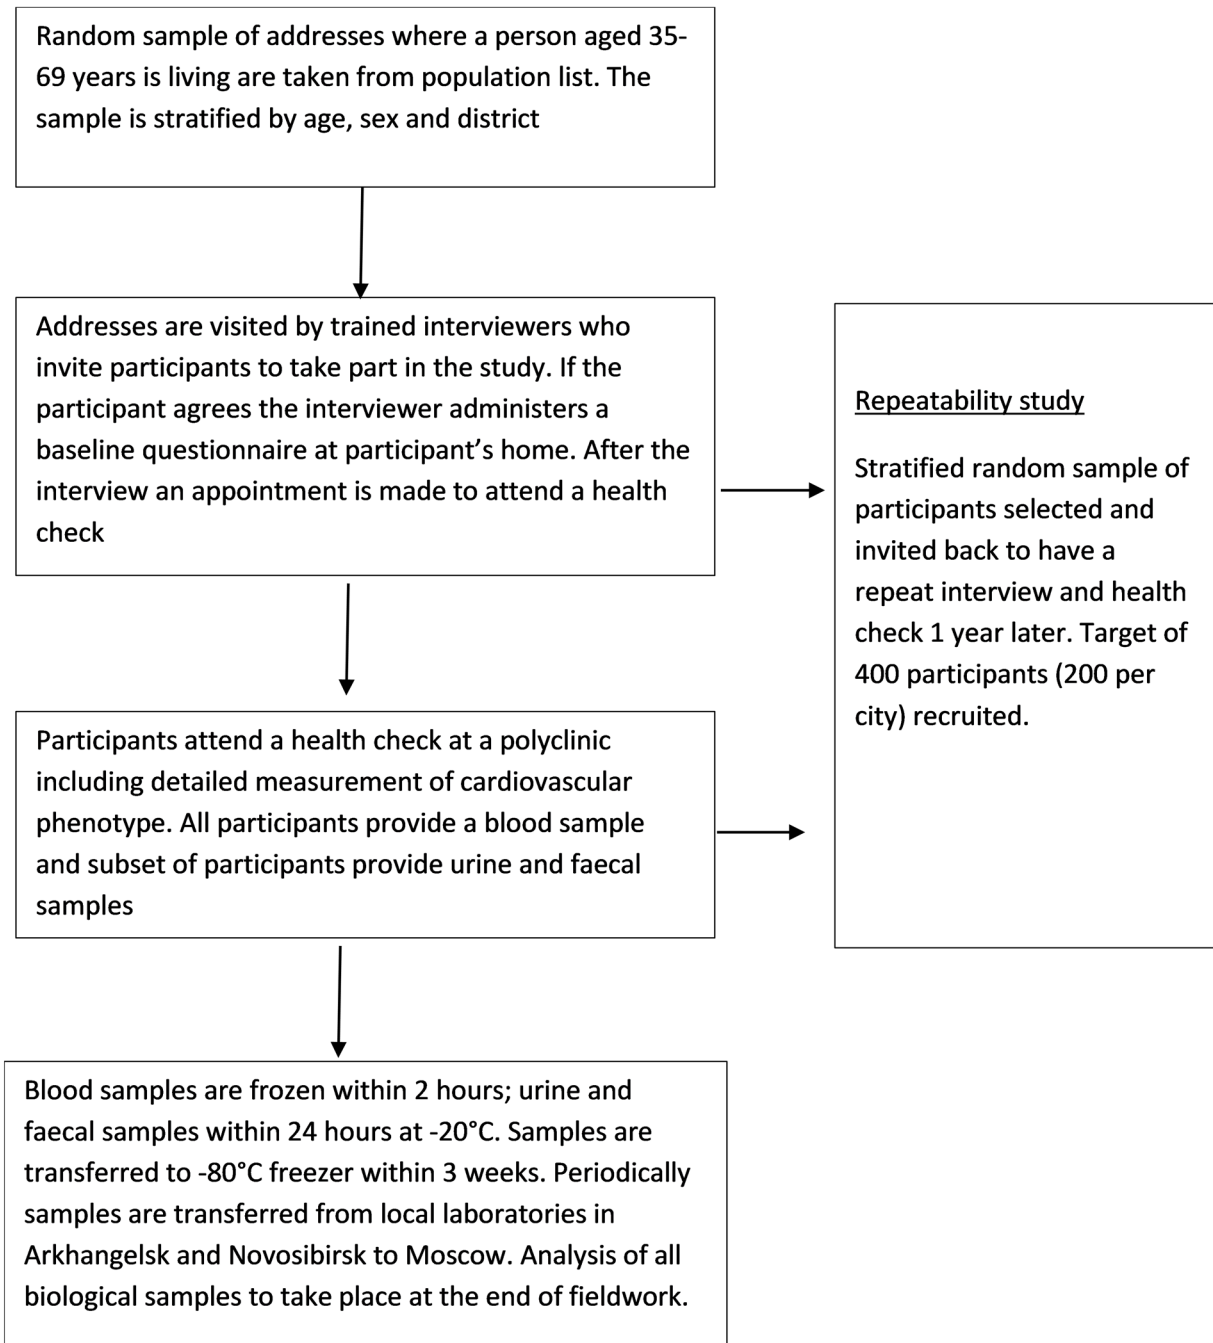 Random sample of addresses where a person aged 35-
69 years is living are taken from population list. The
sample is stratified by age, sex and district
Addresses are visited by trained interviewers who
invite participants to take part in the study. If the
participant agrees the interviewer administers a
baseline questionnaire at participant’s home. After the
interview an appointment is made to attend a health
check
Repeatability study
Stratified random sample of
participants selected and
invited back to have a
repeat interview and health
check 1 year later. Target of
400 participants (200 per
city) recruited.
Participants attend a health check at a polyclinic
including detailed measurement of cardiovascular
phenotype. All participants provide a blood sample
and subset of participants provide urine and faecal
samples
Blood samples are frozen within 2 hours; urine and
faecal samples within 24 hours at -20°C. Samples are
transferred to -80°C freezer within 3 weeks. Periodically
samples are transferred from local laboratories in
Arkhangelsk and Novosibirsk to Moscow. Analysis of all
biological samples to take place at the end of fieldwork.